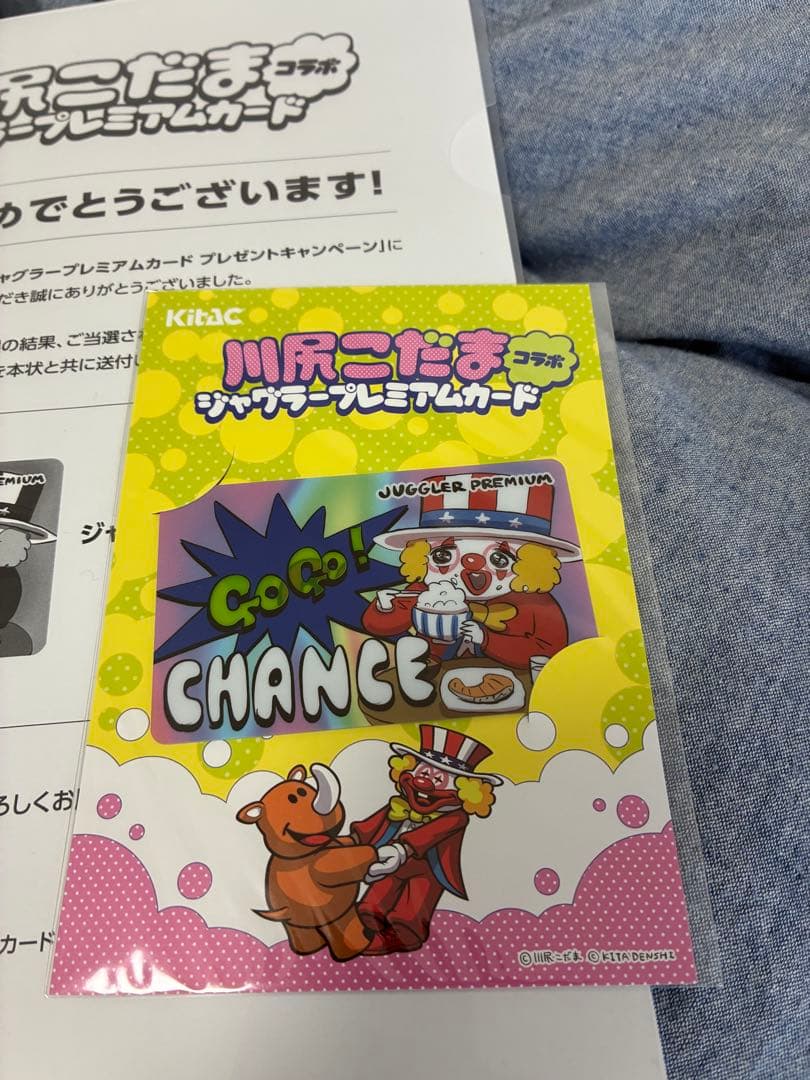 尻こだま
コラボ
ラープレミアムカード
めでとうございます!
ャグラープレミアムカード プレゼントキャンペーン」に
だき誠にありがとうございました。
の結果、ご当選さ
を本状と共に送付い
EMIUM
ジャ
ろしくお
カード
KitAC
川尻こだま
コラボ
ジャグラープレミアムカード
JUGGLER PREMIUM
GOGO!
CHANCE
©川尻こだま ©KITA DENSHI